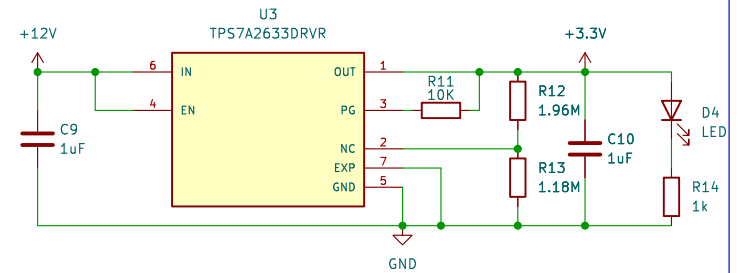 U3
TPS7A2633DRVR
+12V
+3.3V
6 IN
OUT 1
R11
10K
R12
1.96M
4 EN
PG 3
D4
LED
C9
1uF
C10
1uF
NC 2
EXP 7
R13
1.18M
GND 5
R14
1k
GND